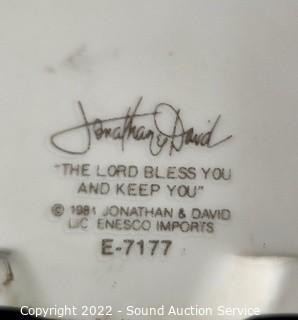 Jonathan & David
"THE LORD BLESS YOU
AND KEEP YOU"
© 1981 JONATHAN & DAVID
LIC ENESCO IMPORTS
E-7177
Copyright 2022 - Sound Auction Service